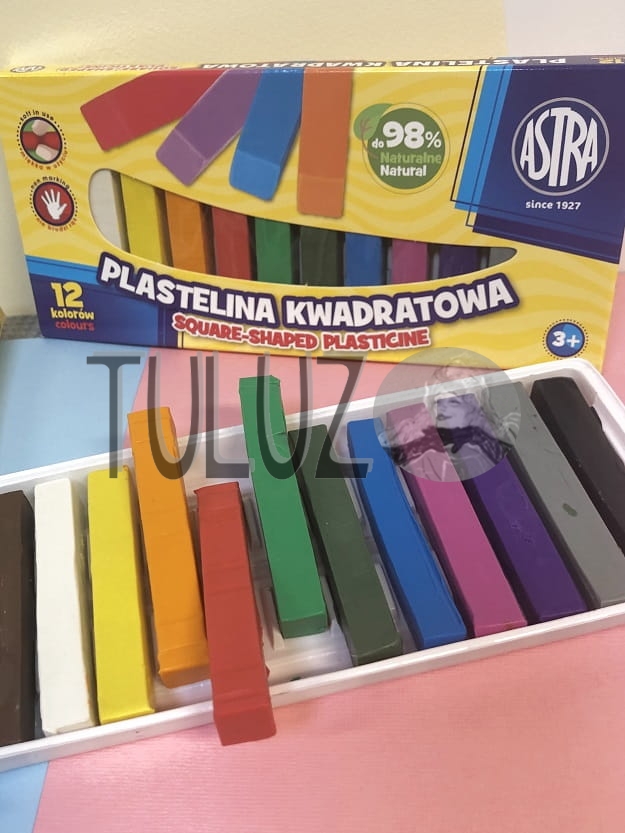 PLASTELINA KWADRATOWA
12
do 98%
Naturalne
Natural
ASTRA
since 1927
12
kolorów
colours
PLASTELINA KWADRATOWA
SQUARE-SHAPED PLASTICINE
3+
TULUZ